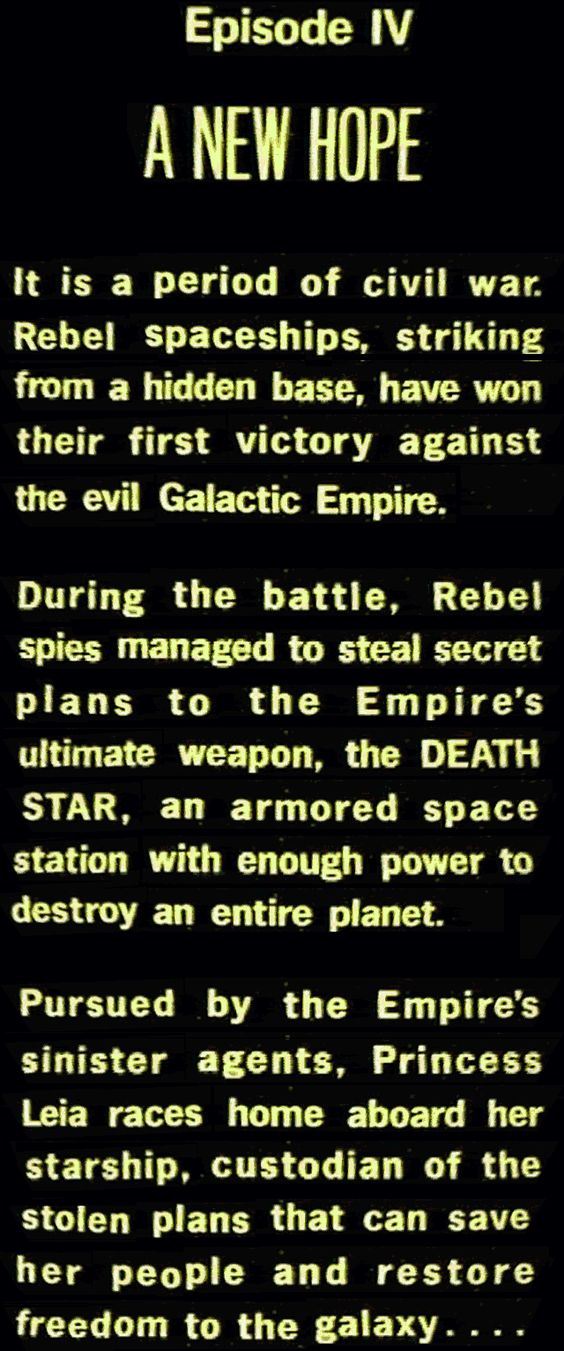 Episode IV
A NEW HOPE
It is a period of civil war.
Rebel spaceships, striking
from a hidden base, have won
their first victory against
the evil Galactic Empire.
During the battle, Rebel
spies managed to steal secret
plans to the Empire's
ultimate weapon, the DEATH
STAR, an armored space
station with enough power to
destroy an entire planet.
Pursued by the Empire's
sinister agents, Princess
Leia races home aboard her
starship, custodian of the
stolen plans that can save
her people and restore
freedom to the galaxy....